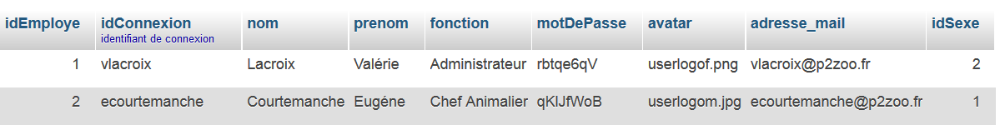 idEmploye idConnexion nom prenom fonction motDePasse avatar adresse_mail idSexe
identifiant de connexion
1 vlacroix Lacroix Valérie Administrateur rbtqe6qV userlogof.png vlacroix@p2zoo.fr 2
2 ecourtemanche Courtemanche Eugéne Chef Animalier qKlJfWoB userlogom.jpg ecourtemanche@p2zoo.fr 1